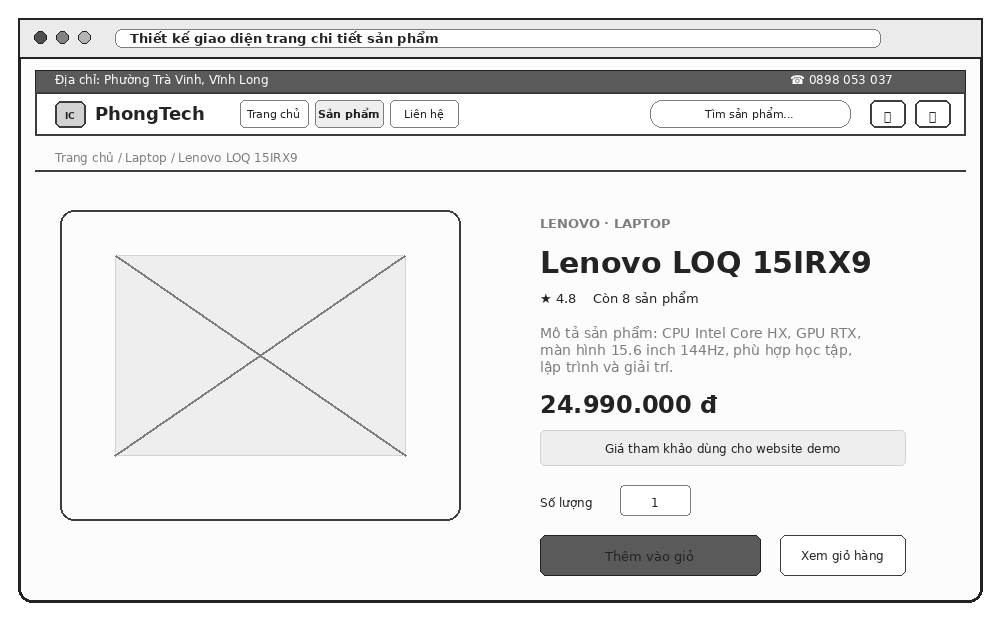 Thiết kế giao diện trang chi tiết sản phẩm
Địa chỉ: Phường Trà Vinh, Vĩnh Long
☎ 0898 053 037
IC
PhongTech
Trang chủ
Sản phẩm
Liên hệ
Tìm sản phẩm...
Trang chủ / Laptop / Lenovo LOQ 15IRX9
LENOVO · LAPTOP
Lenovo LOQ 15IRX9
★ 4.8 Còn 8 sản phẩm
Mô tả sản phẩm: CPU Intel Core HX, GPU RTX,
màn hình 15.6 inch 144Hz, phù hợp học tập,
lập trình và giải trí.
24.990.000 đ
Giá tham khảo dùng cho website demo
Số lượng
1
Thêm vào giỏ
Xem giỏ hàng